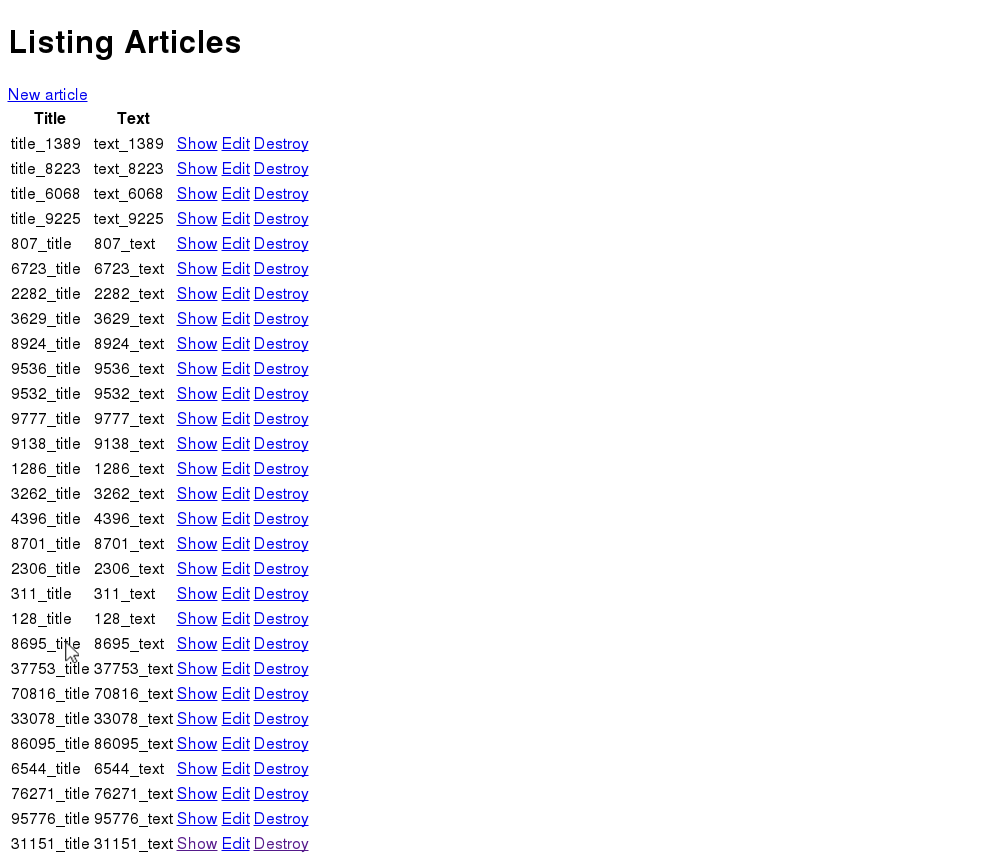 Listing Articles
New article
Title Text
title_1389 text_1389 Show Edit Destroy
title_8223 text_8223 Show Edit Destroy
title_6068 text_6068 Show Edit Destroy
title_9225 text_9225 Show Edit Destroy
807_title 807_text Show Edit Destroy
6723_title 6723_text Show Edit Destroy
2282_title 2282_text Show Edit Destroy
3629_title 3629_text Show Edit Destroy
8924_title 8924_text Show Edit Destroy
9536_title 9536_text Show Edit Destroy
9532_title 9532_text Show Edit Destroy
9777_title 9777_text Show Edit Destroy
9138_title 9138_text Show Edit Destroy
1286_title 1286_text Show Edit Destroy
3262_title 3262_text Show Edit Destroy
4396_title 4396_text Show Edit Destroy
8701_title 8701_text Show Edit Destroy
2306_title 2306_text Show Edit Destroy
311_title 311_text Show Edit Destroy
128_title 128_text Show Edit Destroy
8695_title 8695_text Show Edit Destroy
37753_title 37753_text Show Edit Destroy
70816_title 70816_text Show Edit Destroy
33078_title 33078_text Show Edit Destroy
86095_title 86095_text Show Edit Destroy
6544_title 6544_text Show Edit Destroy
76271_title 76271_text Show Edit Destroy
95776_title 95776_text Show Edit Destroy
31151_title 31151_text Show Edit Destroy